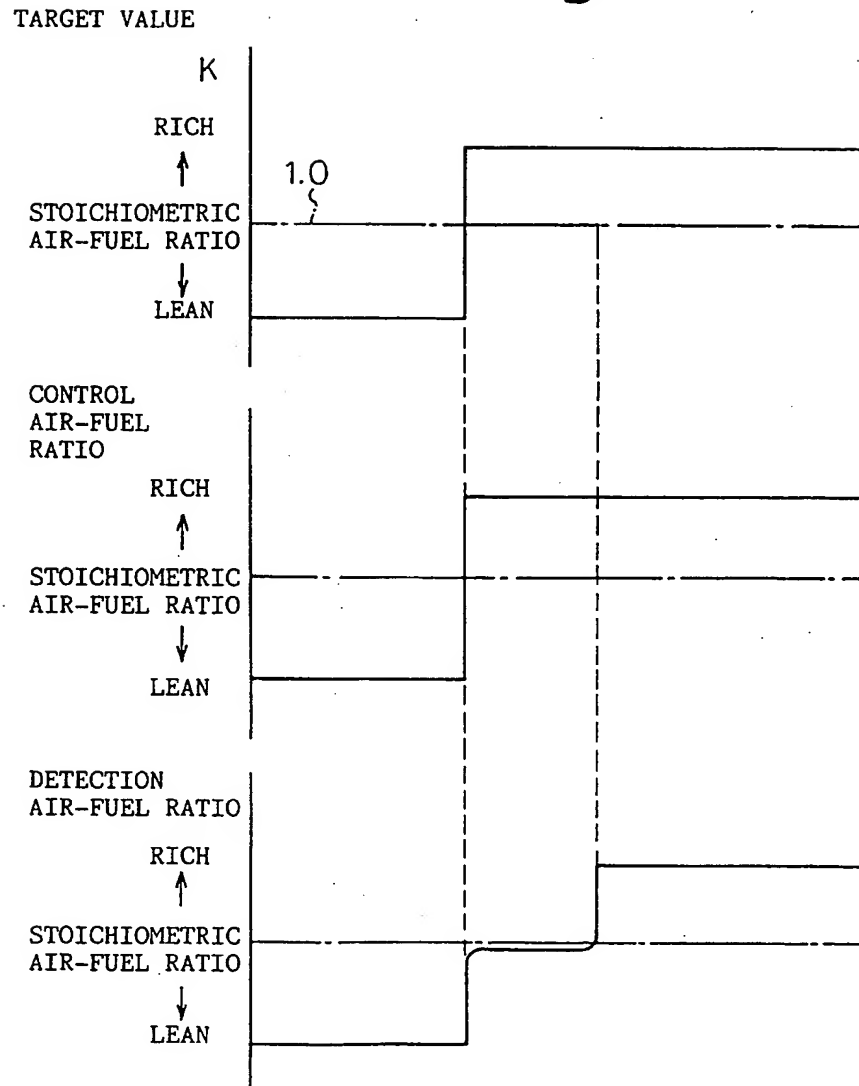 TARGET VALUE
K
RICH
1.0
STOICHIOMETRIC
AIR-FUEL RATIO
LEAN
CONTROL
AIR-FUEL
RATIO
RICH
STOICHIOMETRIC
AIR-FUEL RATIO
LEAN
DETECTION
AIR-FUEL RATIO
RICH
STOICHIOMETRIC
AIR-FUEL RATIO
LEAN